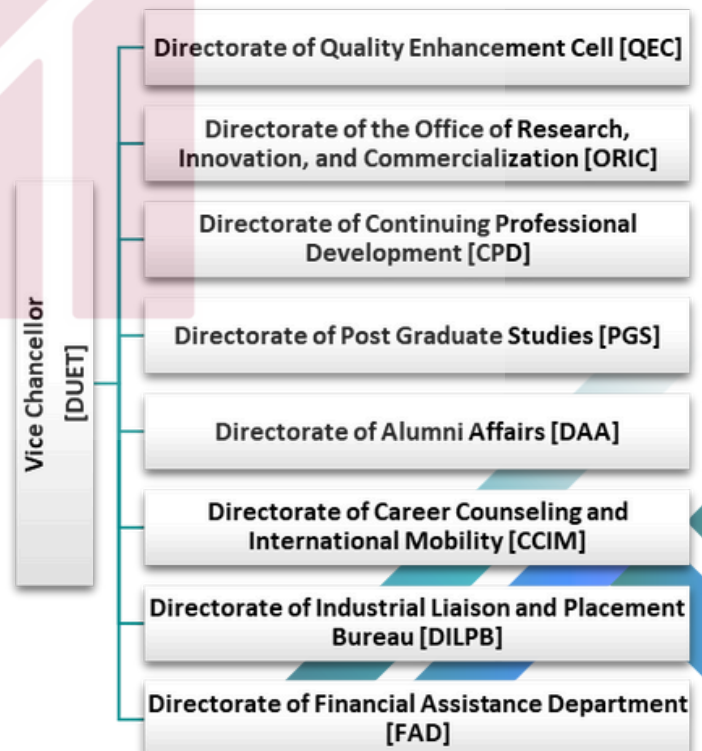 Vice Chancellor
[DUET]
Directorate of Quality Enhancement Cell [QEC]
Directorate of the Office of Research,
Innovation, and Commercialization [ORIC]
Directorate of Continuing Professional
Development [CPD]
Directorate of Post Graduate Studies [PGS]
Directorate of Alumni Affairs [DAA]
Directorate of Career Counseling and
International Mobility [CCIM]
Directorate of Industrial Liaison and Placement
Bureau [DILPB]
Directorate of Financial Assistance Department
[FAD]